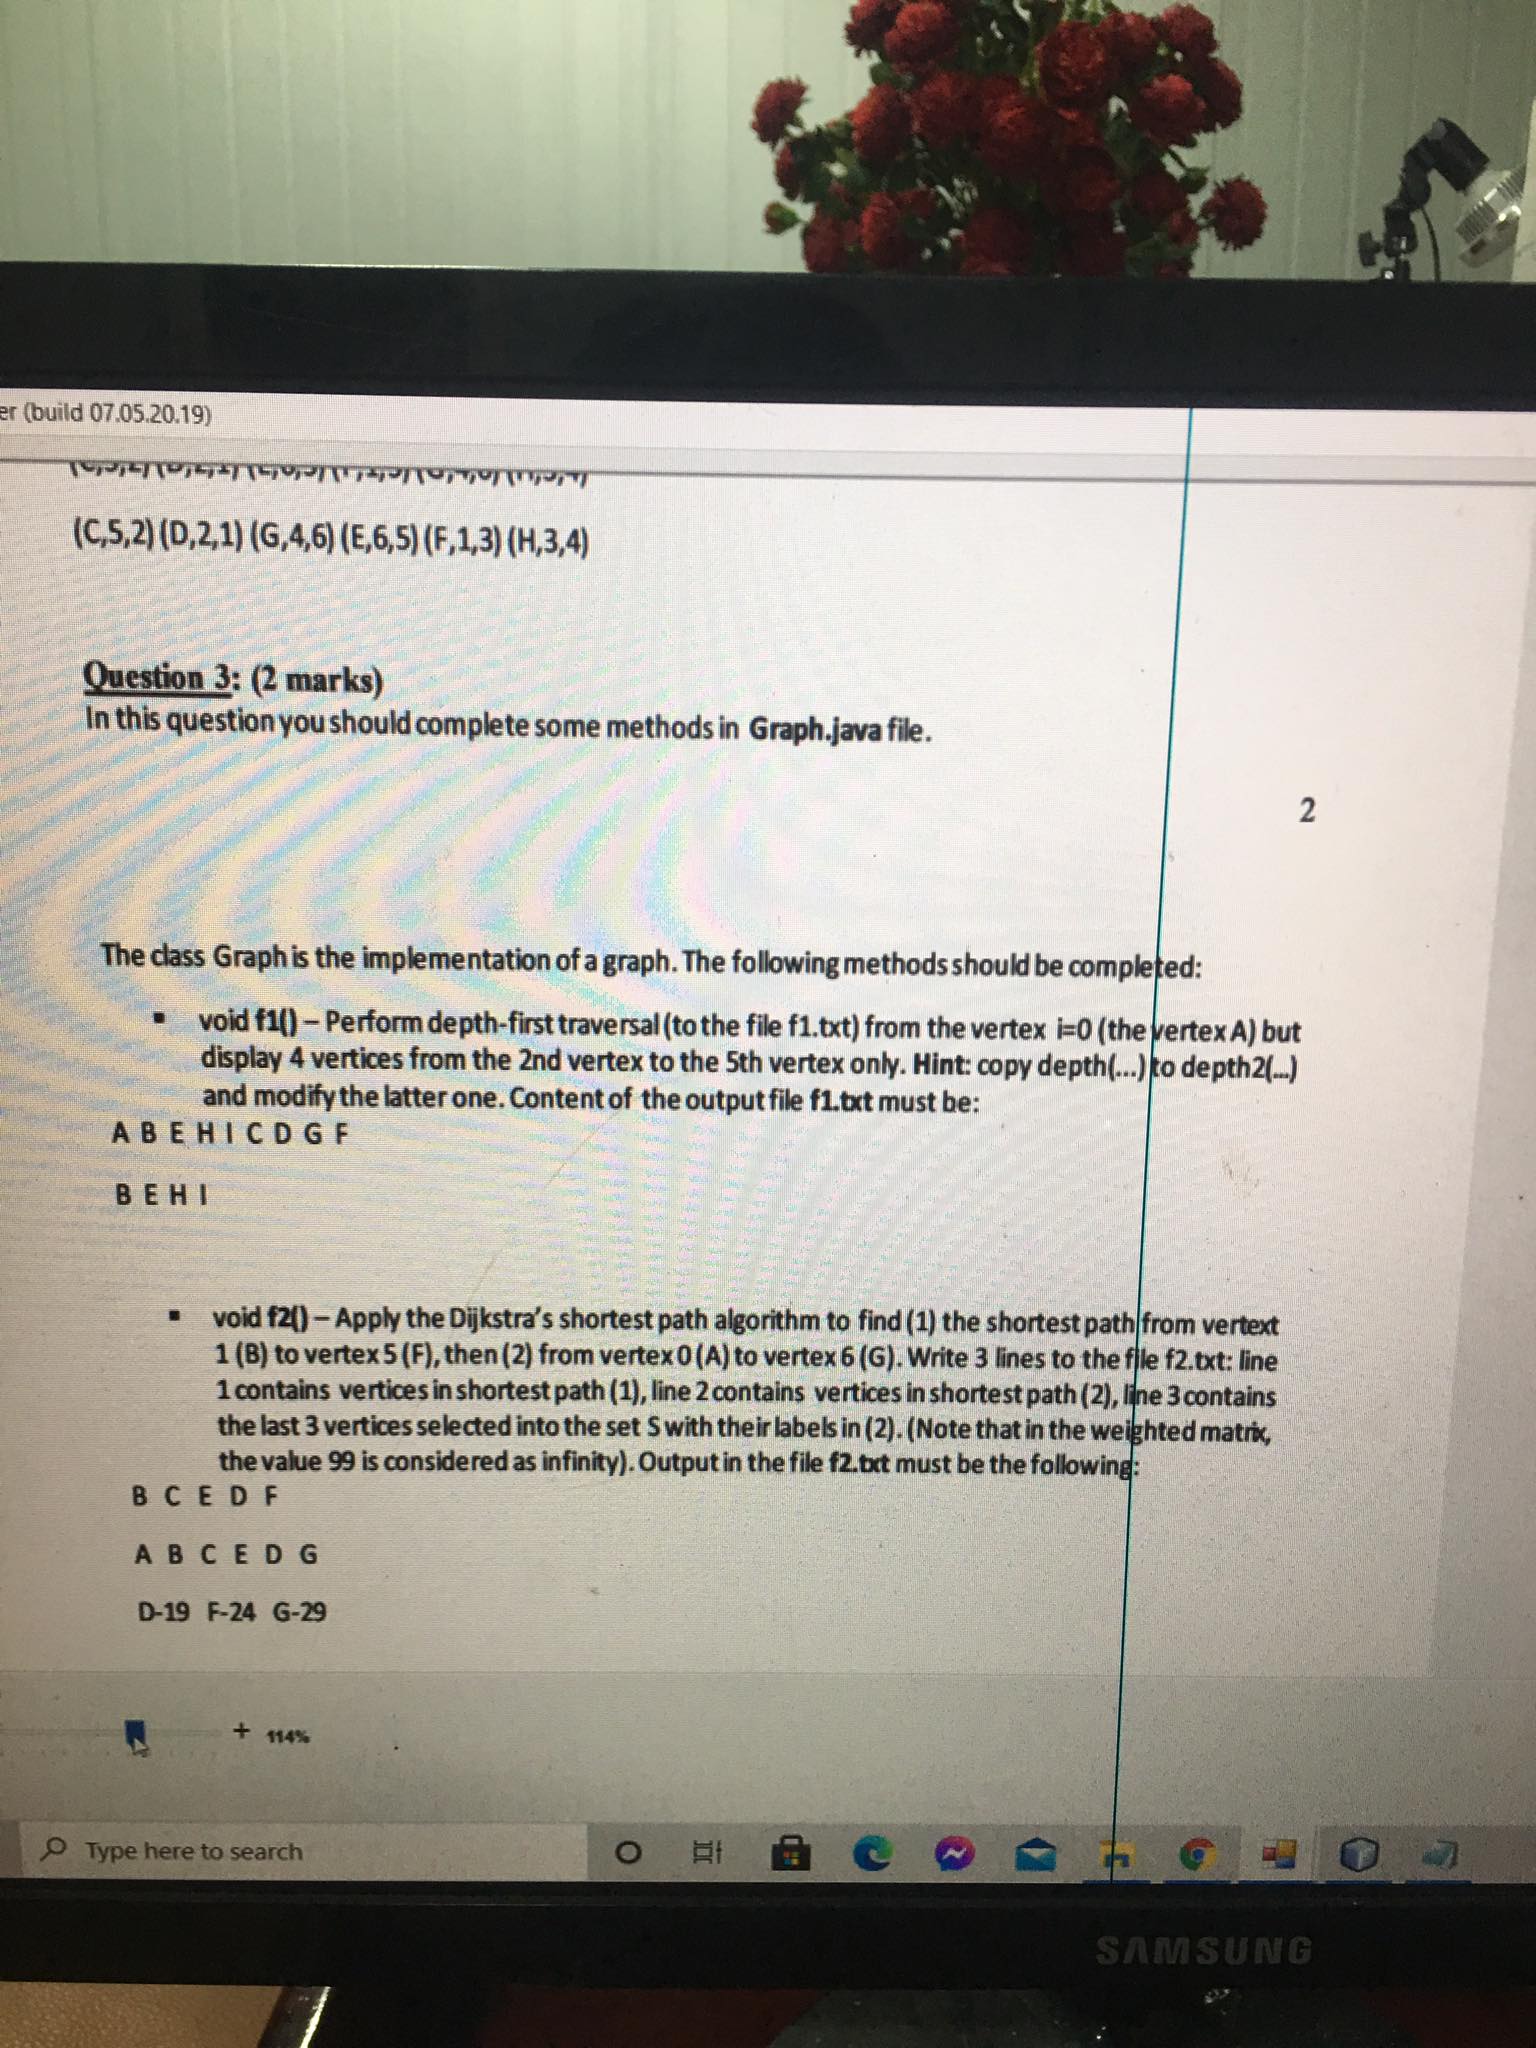 er (build 07.05.20.19)
(C,5,2) (D,2,1) (G,4,6) (E,6,5) (F,1,3) (H,3,4)
Question 3: (2 marks)
In this question you should complete some methods in Graph.java file.
2
The class Graph is the implementation of a graph. The following methods should be completed:
▪ void f1() – Perform depth-first traversal (to the file f1.txt) from the vertex i=0 (the vertex A) but
display 4 vertices from the 2nd vertex to the 5th vertex only. Hint: copy depth(...) to depth2(...)
and modify the latter one. Content of the output file f1.txt must be:
A B E H I C D G F
B E H I
▪ void f2() – Apply the Dijkstra's shortest path algorithm to find (1) the shortest path from vertext
1 (B) to vertex 5 (F), then (2) from vertex 0 (A) to vertex 6 (G). Write 3 lines to the file f2.txt: line
1 contains vertices in shortest path (1), line 2 contains vertices in shortest path (2), line 3 contains
the last 3 vertices selected into the set S with their labels in (2). (Note that in the weighted matrix,
the value 99 is considered as infinity). Output in the file f2.txt must be the following:
B C E D F
A B C E D G
D-19 F-24 G-29
+ 114%
Type here to search
SAMSUNG